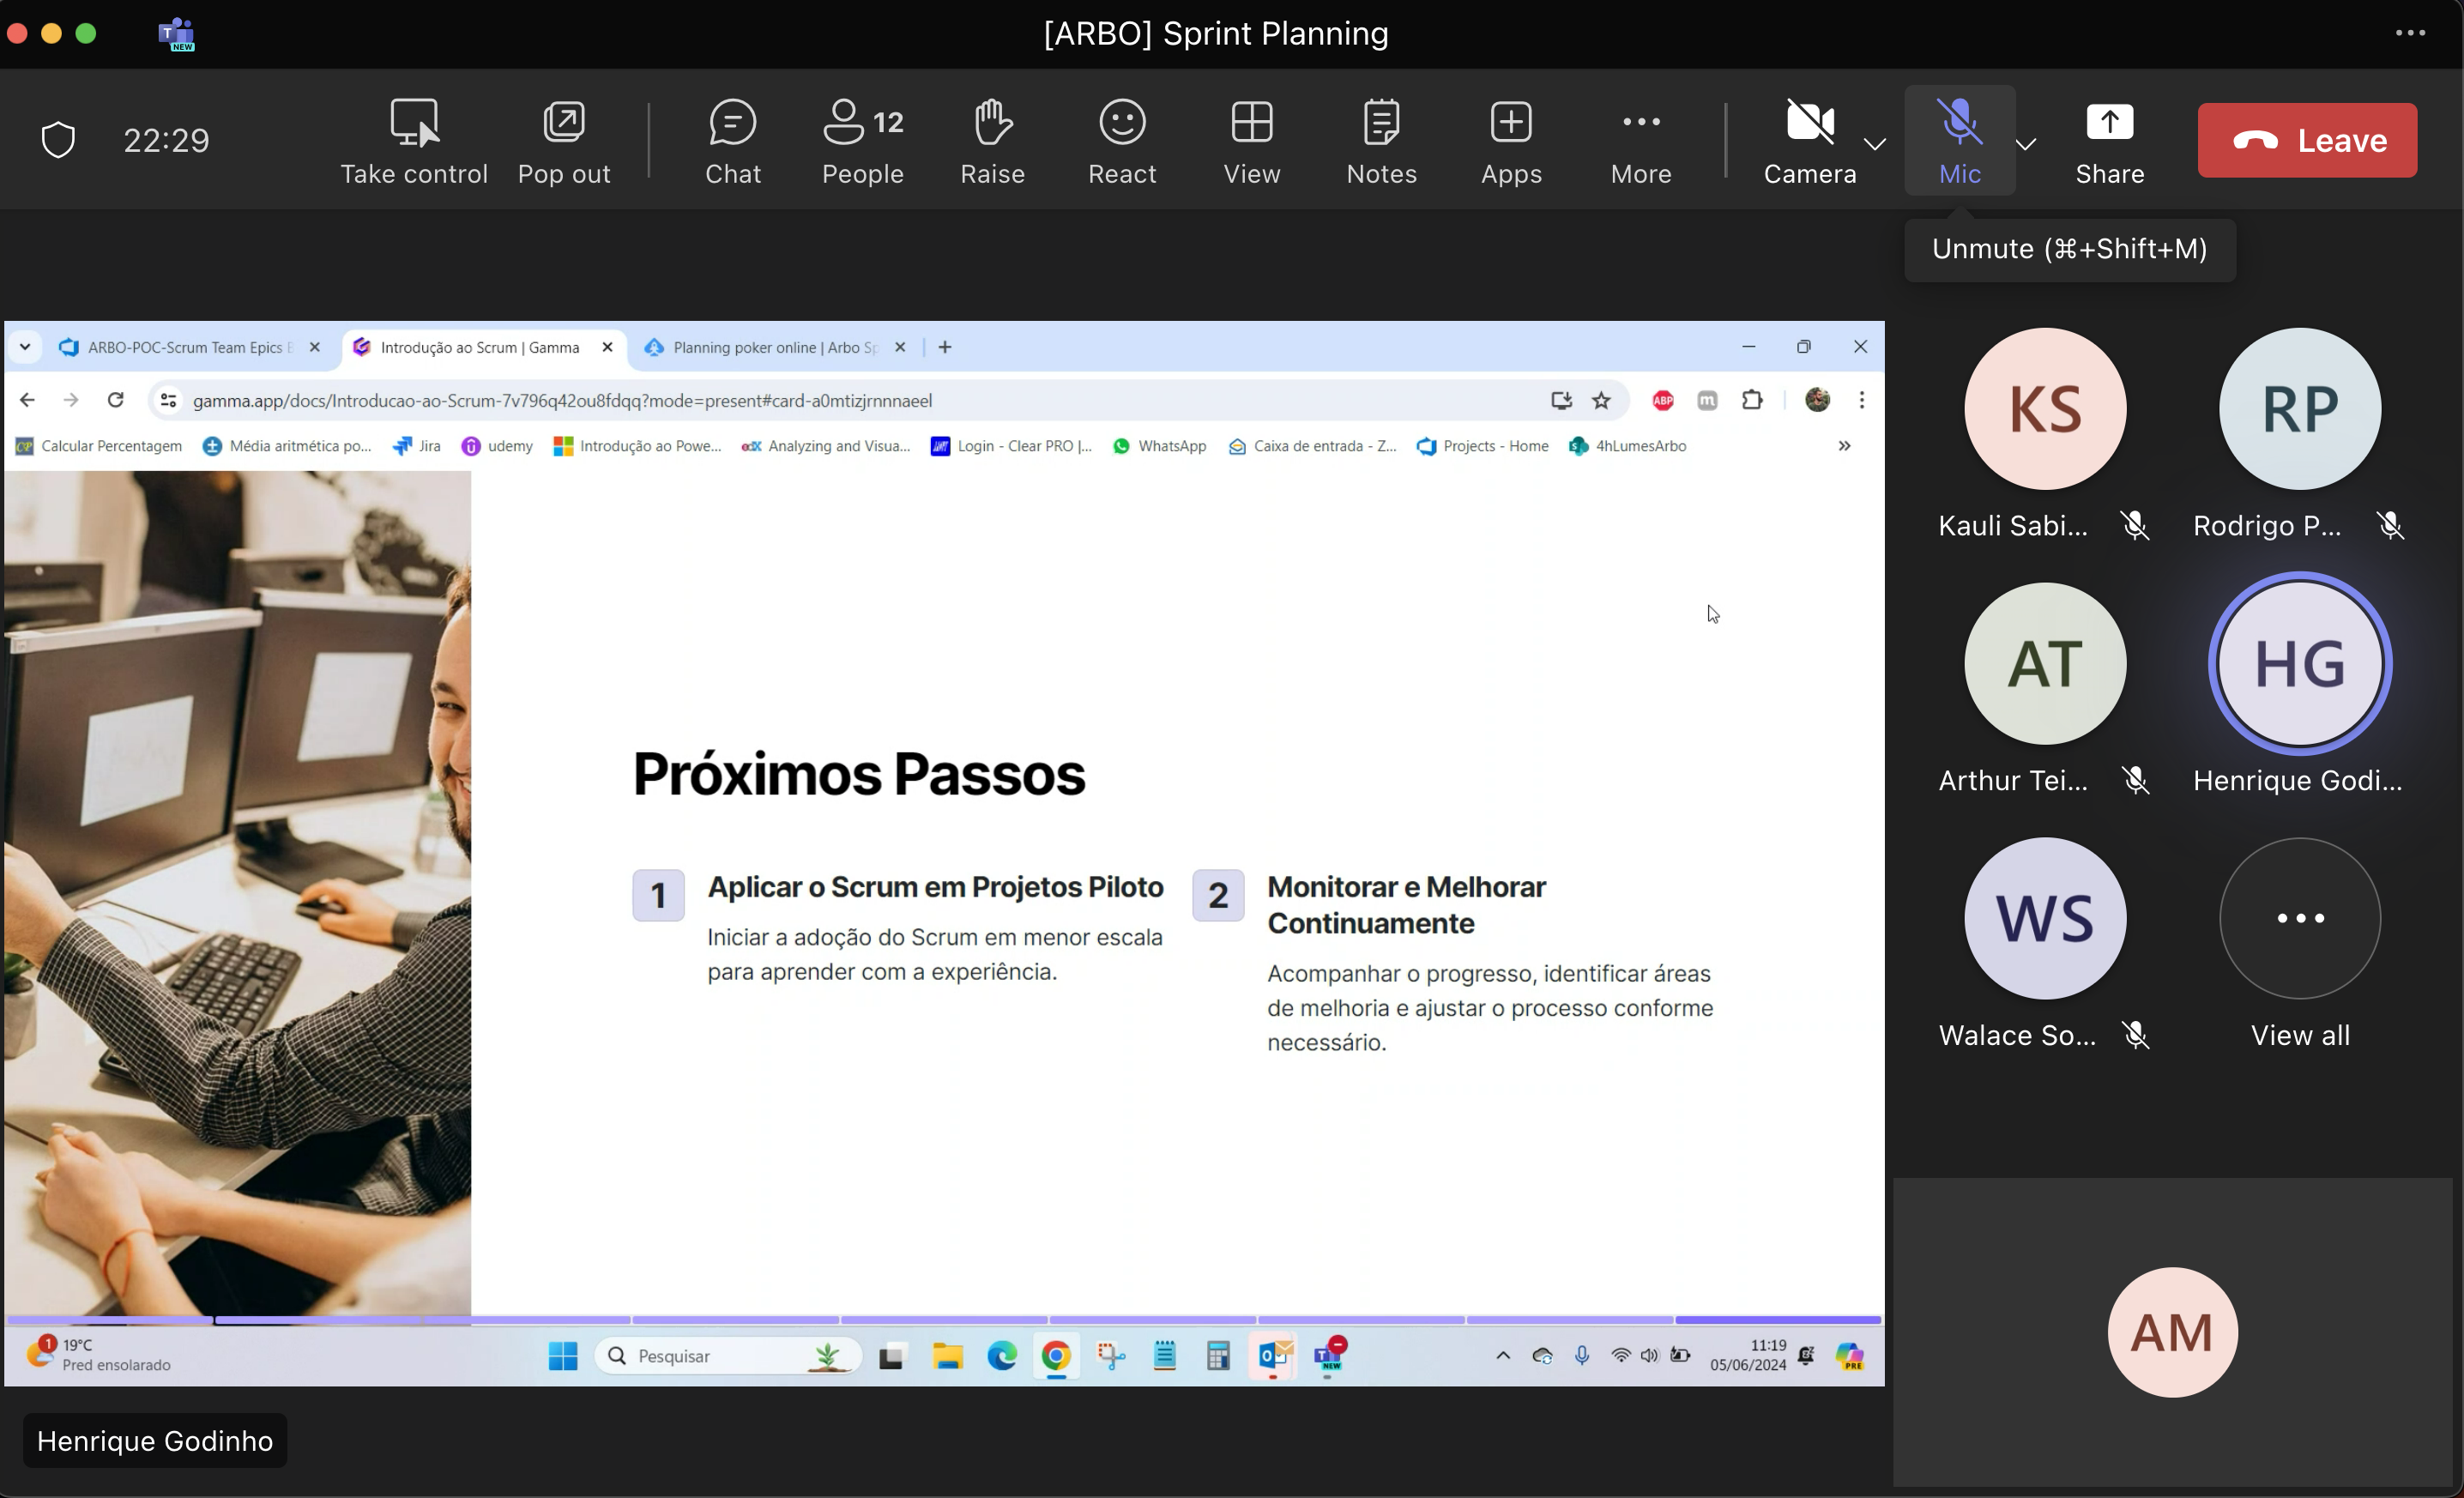 [ARBO] Sprint Planning
22:29
Take control
Pop out
Chat
12
People
Raise
React
View
Notes
Apps
More
Camera
Mic
Share
Leave
Unmute (⌘+Shift+M)
ARBO-POC-Scrum Team Epics
Introdução ao Scrum | Gamma
Planning poker online | Arbo Sp
gamma.app/docs/Introducao-ao-Scrum-7v796q42ou8fdqq?mode=present#card-a0mtizjrnnnaeel
ABP
Calcular Percentagem
Média aritmética po...
Jira
udemy
Introdução ao Powe...
edX
Analyzing and Visua...
Login - Clear PRO |...
WhatsApp
Caixa de entrada - Z...
Projects - Home
4hLumesArbo
Próximos Passos
1
Aplicar o Scrum em Projetos Piloto
Iniciar a adoção do Scrum em menor escala
para aprender com a experiência.
2
Monitorar e Melhorar
Continuamente
Acompanhar o progresso, identificar áreas
de melhoria e ajustar o processo conforme
necessário.
1
19°C
Pred ensolarado
Pesquisar
NEW
11:19
05/06/2024
PRE
KS
Kauli Sabi...
RP
Rodrigo P...
AT
Arthur Tei...
HG
Henrique Godi...
WS
Walace So...
View all
AM
Henrique Godinho